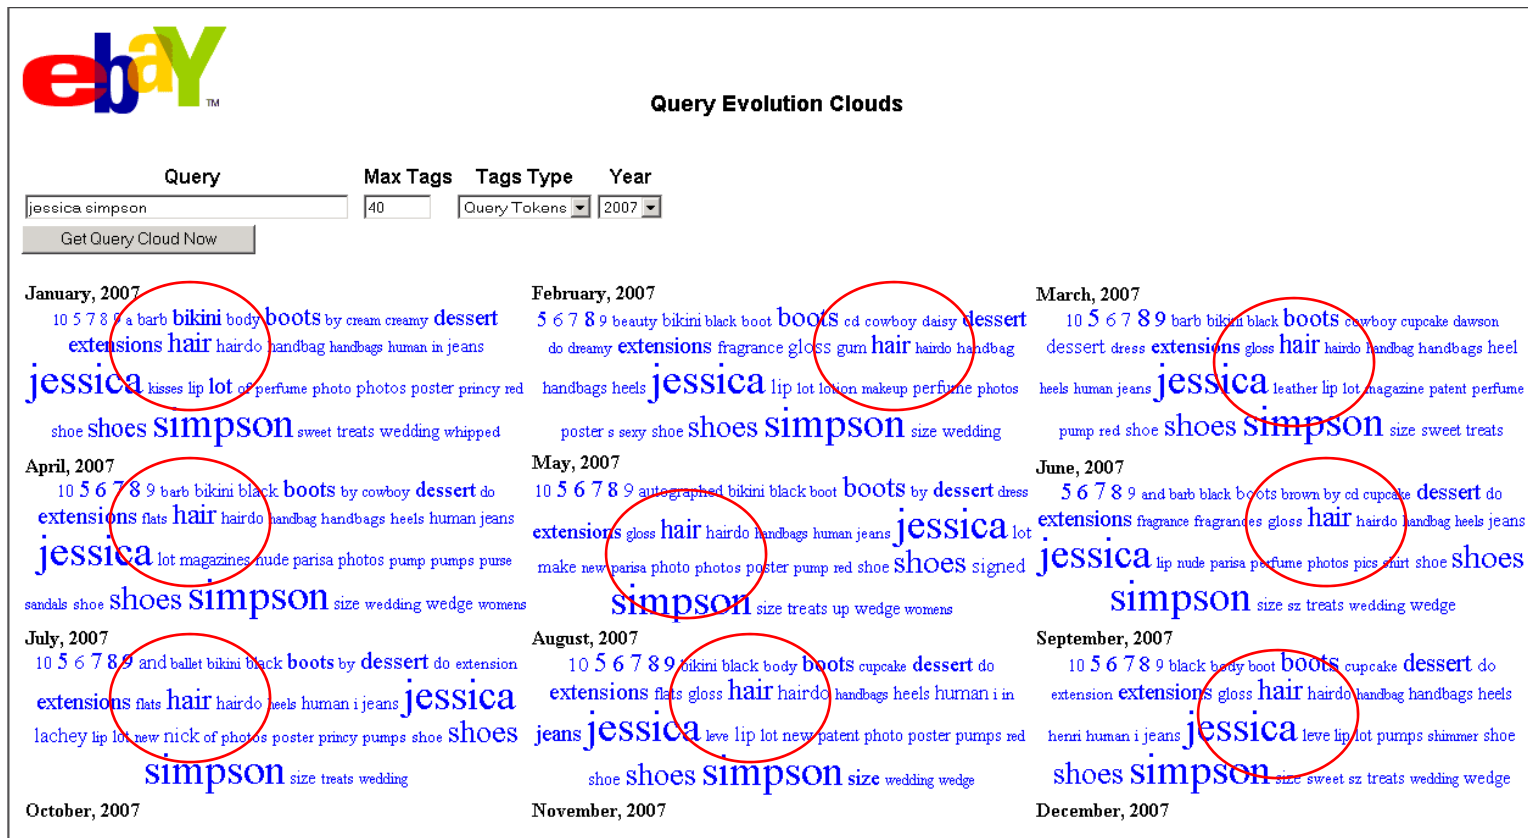 ebaY TM
Query Evolution Clouds
Query Max Tags Tags Type Year
jessica simpson 40 Query Tokens 2007
Get Query Cloud Now
January, 2007
10 5 7 8 9 a barb bikini body boots by cream creamy dessert
extensions hair hairdo handbag handbags human in jeans
jessica kisses lip lot of perfume photo photos poster princy red
shoe shoes simpson sweet treats wedding whipped
February, 2007
5 6 7 8 9 beauty bikini black boot boots cd cowboy daisy dessert
do dreamy extensions fragrance gloss gum hair hairdo handbag
handbags heels jessica lip lot lotion makeup perfume photos
poster s sexy shoe shoes simpson size wedding
March, 2007
10 5 6 7 8 9 barb bikini black boots cowboy cupcake dawson
dessert dress extensions gloss hair hairdo handbag handbags heel
heels human jeans jessica leather lip lot magazine patent perfume
pump red shoe shoes simpson size sweet treats
April, 2007
10 5 6 7 8 9 barb bikini black boots by cowboy dessert do
extensions flats hair hairdo handbag handbags heels human jeans
jessica lot magazines nude parisa photos pump pumps purse
sandals shoe shoes simpson size wedding wedge womens
May, 2007
10 5 6 7 8 9 autographed bikini black boot boots by dessert dress
extensions gloss hair hairdo handbags human jeans jessica lot
make new parisa photo photos poster pump red shoe shoes signed
simpson size treats up wedge womens
June, 2007
5 6 7 8 9 and barb black boots brown by cd cupcake dessert do
extensions fragrance fragrances gloss hair hairdo handbag heels jeans
jessica lip nude parisa perfume photos pics shirt shoe shoes
simpson size sz treats wedding wedge
July, 2007
10 5 6 7 8 9 and ballet bikini black boots by dessert do extension
extensions flats hair hairdo heels human i jeans jessica
lachey lip lot new nick of photos poster princy pumps shoe shoes
simpson size treats wedding
August, 2007
10 5 6 7 8 9 bikini black body boots cupcake dessert do
extensions flats gloss hair hairdo handbags heels human i in
jeans jessica leve lip lot new patent photo poster pumps red
shoe shoes simpson size wedding wedge
September, 2007
10 5 6 7 8 9 black body boot boots cupcake dessert do
extension extensions gloss hair hairdo handbag handbags heels
henri human i jeans jessica leve lip lot pumps shimmer shoe
shoes simpson size sweet sz treats wedding wedge
October, 2007
November, 2007
December, 2007